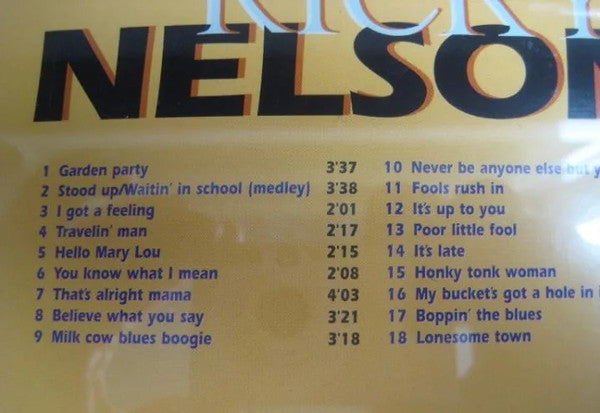 RICKY
NELSON
1 Garden party 3'37
2 Stood up/Waitin' in school (medley) 3'38
3 I got a feeling 2'01
4 Travelin' man 2'17
5 Hello Mary Lou 2'15
6 You know what I mean 2'08
7 That's alright mama 4'03
8 Believe what you say 3'21
9 Milk cow blues boogie 3'18
10 Never be anyone else but y
11 Fools rush in
12 It's up to you
13 Poor little fool
14 It's late
15 Honky tonk woman
16 My bucket's got a hole in i
17 Boppin' the blues
18 Lonesome town